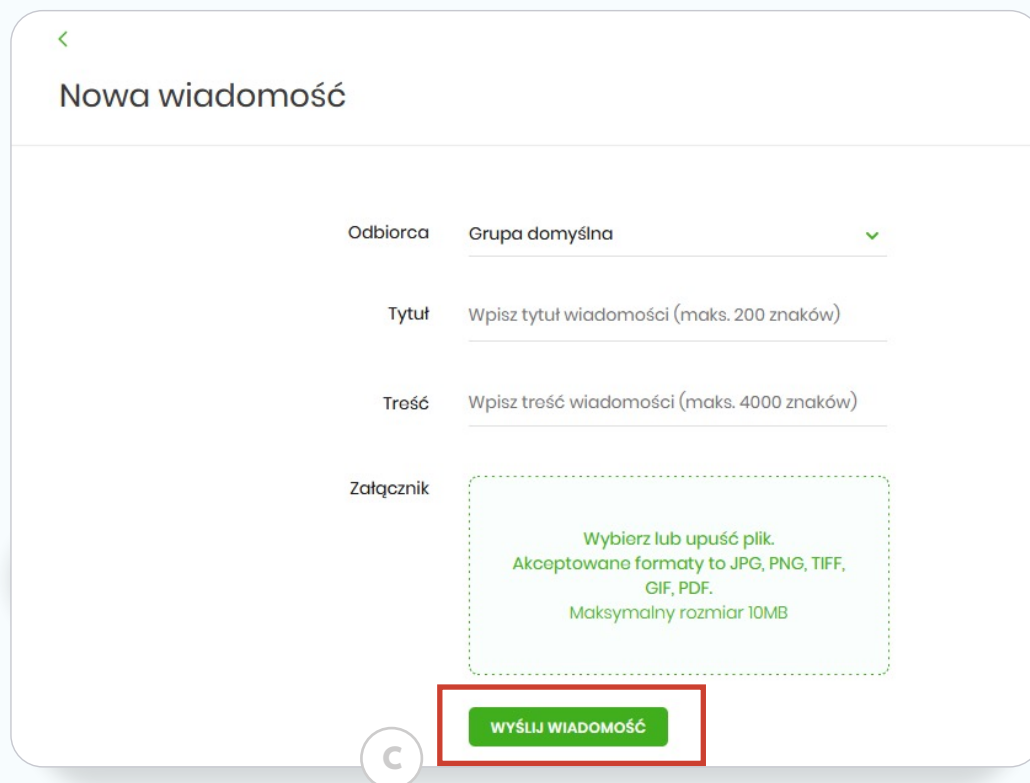 Nowa wiadomość
Odbiorca Grupa domyślna
Tytuł Wpisz tytuł wiadomości (maks. 200 znaków)
Treść Wpisz treść wiadomości (maks. 4000 znaków)
Załącznik
Wybierz lub upuść plik.
Akceptowane formaty to JPG, PNG, TIFF,
GIF, PDF.
Maksymalny rozmiar 10MB
WYŚLIJ WIADOMOŚĆ
C